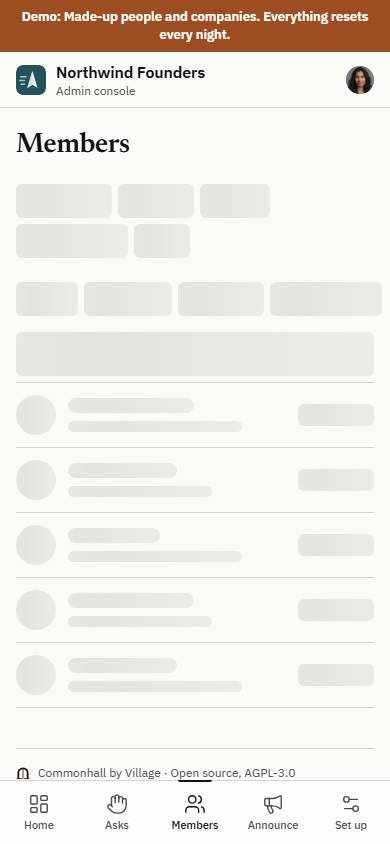 Demo: Made-up people and companies. Everything resets
every night.
Northwind Founders
Admin console
Members
Commonhall by Village · Open source, AGPL-3.0
Home
Asks
Members
Announce
Set up